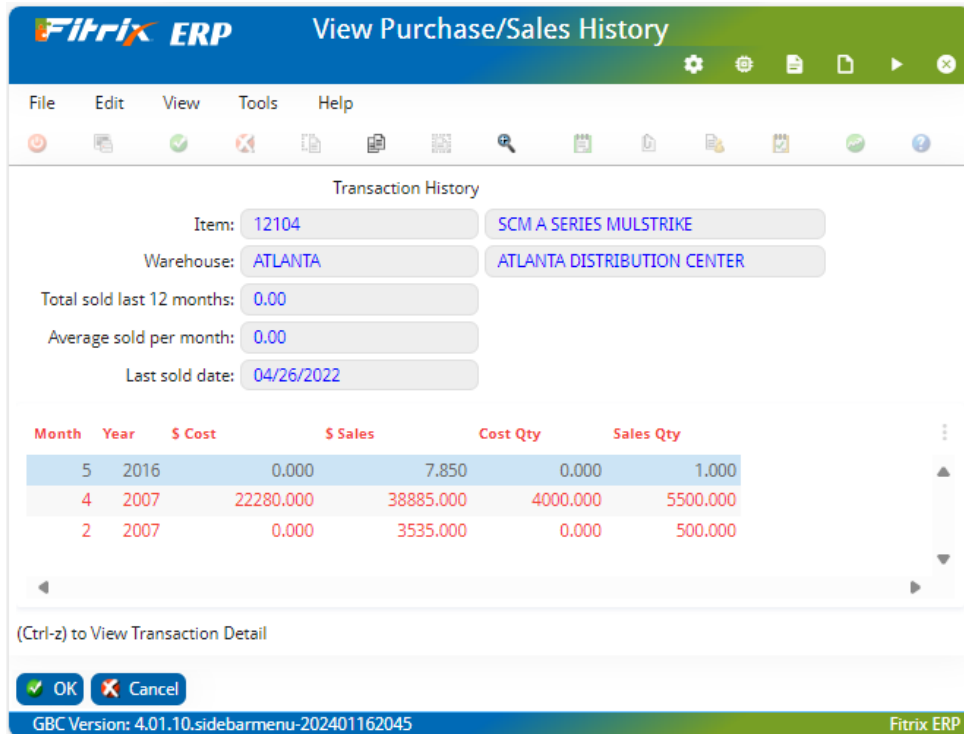 Fitrix ERP View Purchase/Sales History
File Edit View Tools Help
Transaction History
Item: 12104 SCM A SERIES MULSTRIKE
Warehouse: ATLANTA ATLANTA DISTRIBUTION CENTER
Total sold last 12 months: 0.00
Average sold per month: 0.00
Last sold date: 04/26/2022
Month Year $ Cost $ Sales Cost Qty Sales Qty
5 2016 0.000 7.850 0.000 1.000
4 2007 22280.000 38885.000 4000.000 5500.000
2 2007 0.000 3535.000 0.000 500.000
(Ctrl-z) to View Transaction Detail
OK Cancel
GBC Version: 4.01.10.sidebarmenu-202401162045 Fitrix ERP